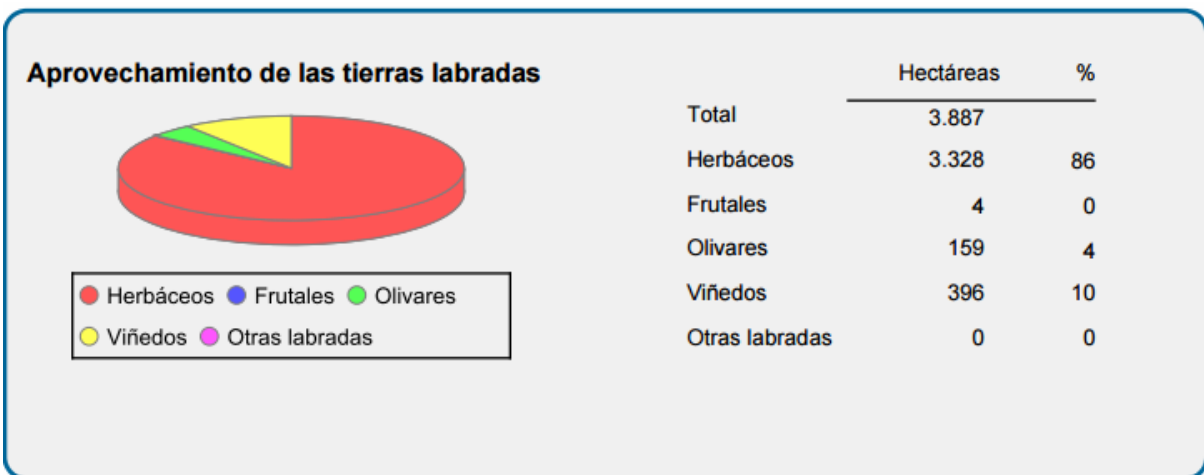 Aprovechamiento de las tierras labradas
Herbáceos Frutales Olivares
Viñedos Otras labradas
Hectáreas %
Total 3.887
Herbáceos 3.328 86
Frutales 4 0
Olivares 159 4
Viñedos 396 10
Otras labradas 0 0